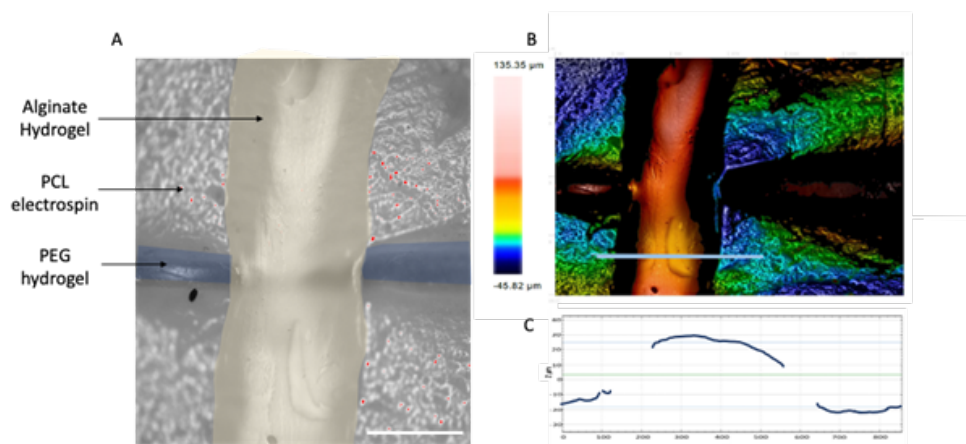 A
Alginate
Hydrogel
PCL
electrospin
PEG
hydrogel
B
135.35 µm
-45.82 µm
C
0
100
200
300
400
500
600
700
800